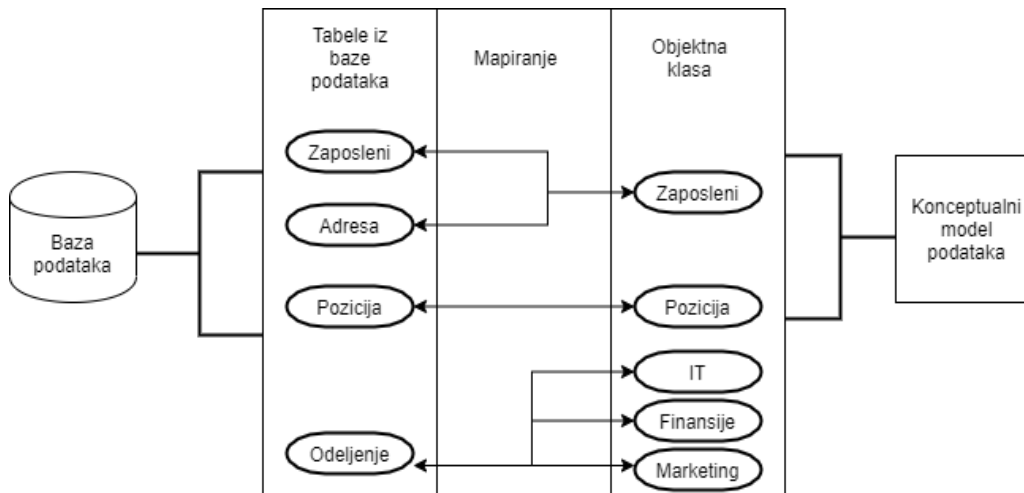 Tabele iz
baze
podataka
Mapiranje
Objektna
klasa
Zaposleni
Adresa
Pozicija
Odeljenje
Zaposleni
Pozicija
IT
Finansije
Marketing
Baza
podataka
Konceptualni
model
podataka